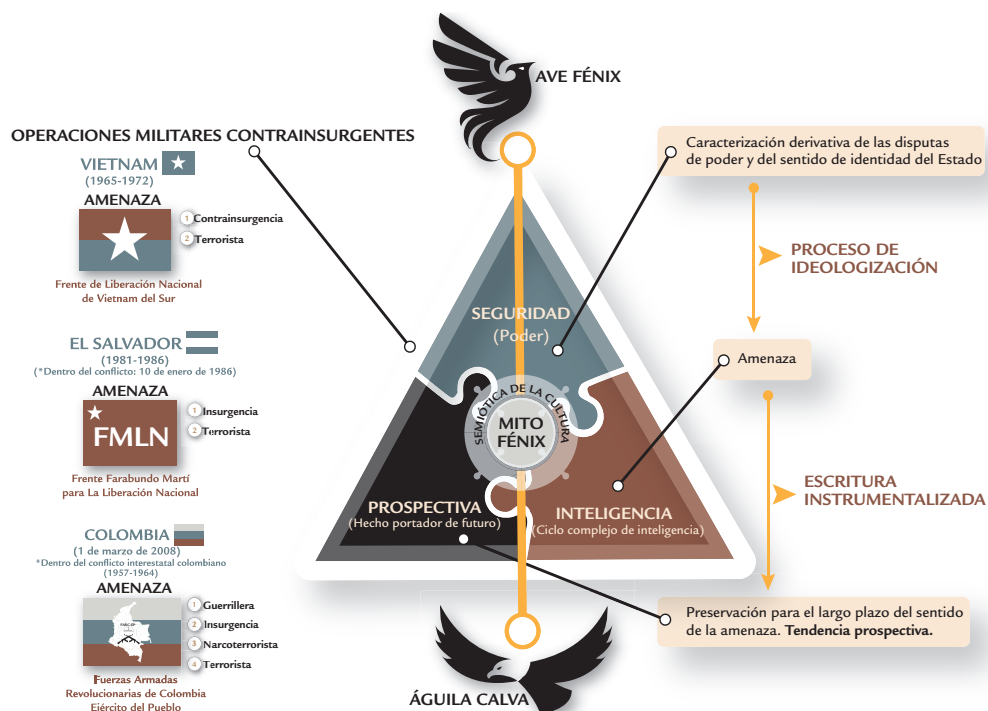 AVE FÉNIX
OPERACIONES MILITARES CONTRAINSURGENTES
VIETNAM
(1965-1972)
AMENAZA
1 Contrainsurgencia
2 Terrorista
Frente de Liberación Nacional
de Vietnam del Sur
EL SALVADOR
(1981-1986)
(*Dentro del conflicto: 10 de enero de 1986)
AMENAZA
FMLN
1 Insurgencia
2 Terrorista
Frente Farabundo Martí
para La Liberación Nacional
COLOMBIA
(1 de marzo de 2008)
*Dentro del conflicto interestatal colombiano
(1957-1964)
AMENAZA
1 Guerrillera
2 Insurgencia
3 Narcoterrorista
4 Terrorista
Fuerzas Armadas
Revolucionarias de Colombia
Ejército del Pueblo
SEGURIDAD
(Poder)
SEMIÓTICA DE LA CULTURA
MITO
FÉNIX
PROSPECTIVA
(Hecho portador de futuro)
INTELIGENCIA
(Ciclo complejo de inteligencia)
ÁGUILA CALVA
Caracterización derivativa de las disputas
de poder y del sentido de identidad del Estado
PROCESO DE
IDEOLOGIZACIÓN
Amenaza
ESCRITURA
INSTRUMENTALIZADA
Preservación para el largo plazo del sentido
de la amenaza. Tendencia prospectiva.